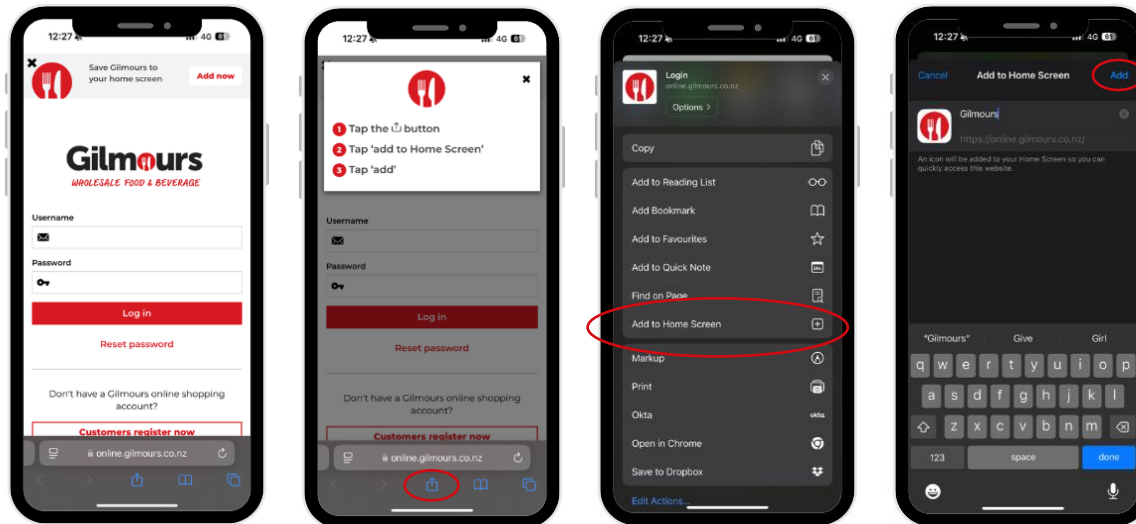 12:27
4G 61
Save Gilmours to
your home screen
Add now
Gilmours
WHOLESALE FOOD & BEVERAGE
Username
Password
Log in
Reset password
Don't have a Gilmours online shopping
account?
Customers register now
online.gilmours.co.nz
12:27
4G 61
1 Tap the button
2 Tap 'add to Home Screen'
3 Tap 'add'
Username
Password
Log in
Reset password
Don't have a Gilmours online shopping
account?
Customers register now
online.gilmours.co.nz
12:27
4G 61
Login
online.gilmours.co.nz
Options >
Copy
Add to Reading List
Add Bookmark
Add to Favourites
Add to Quick Note
Find on Page
Add to Home Screen
Markup
Print
Okta
okta
Open in Chrome
Save to Dropbox
Edit Actions...
12:27
4G 61
Cancel Add to Home Screen Add
Gilmours
https://online.gilmours.co.nz/
An icon will be added to your Home Screen so you can
quickly access this website.
"Gilmours" Give Girl
q w e r t y u i o p
a s d f g h j k l
z x c v b n m
123 space done